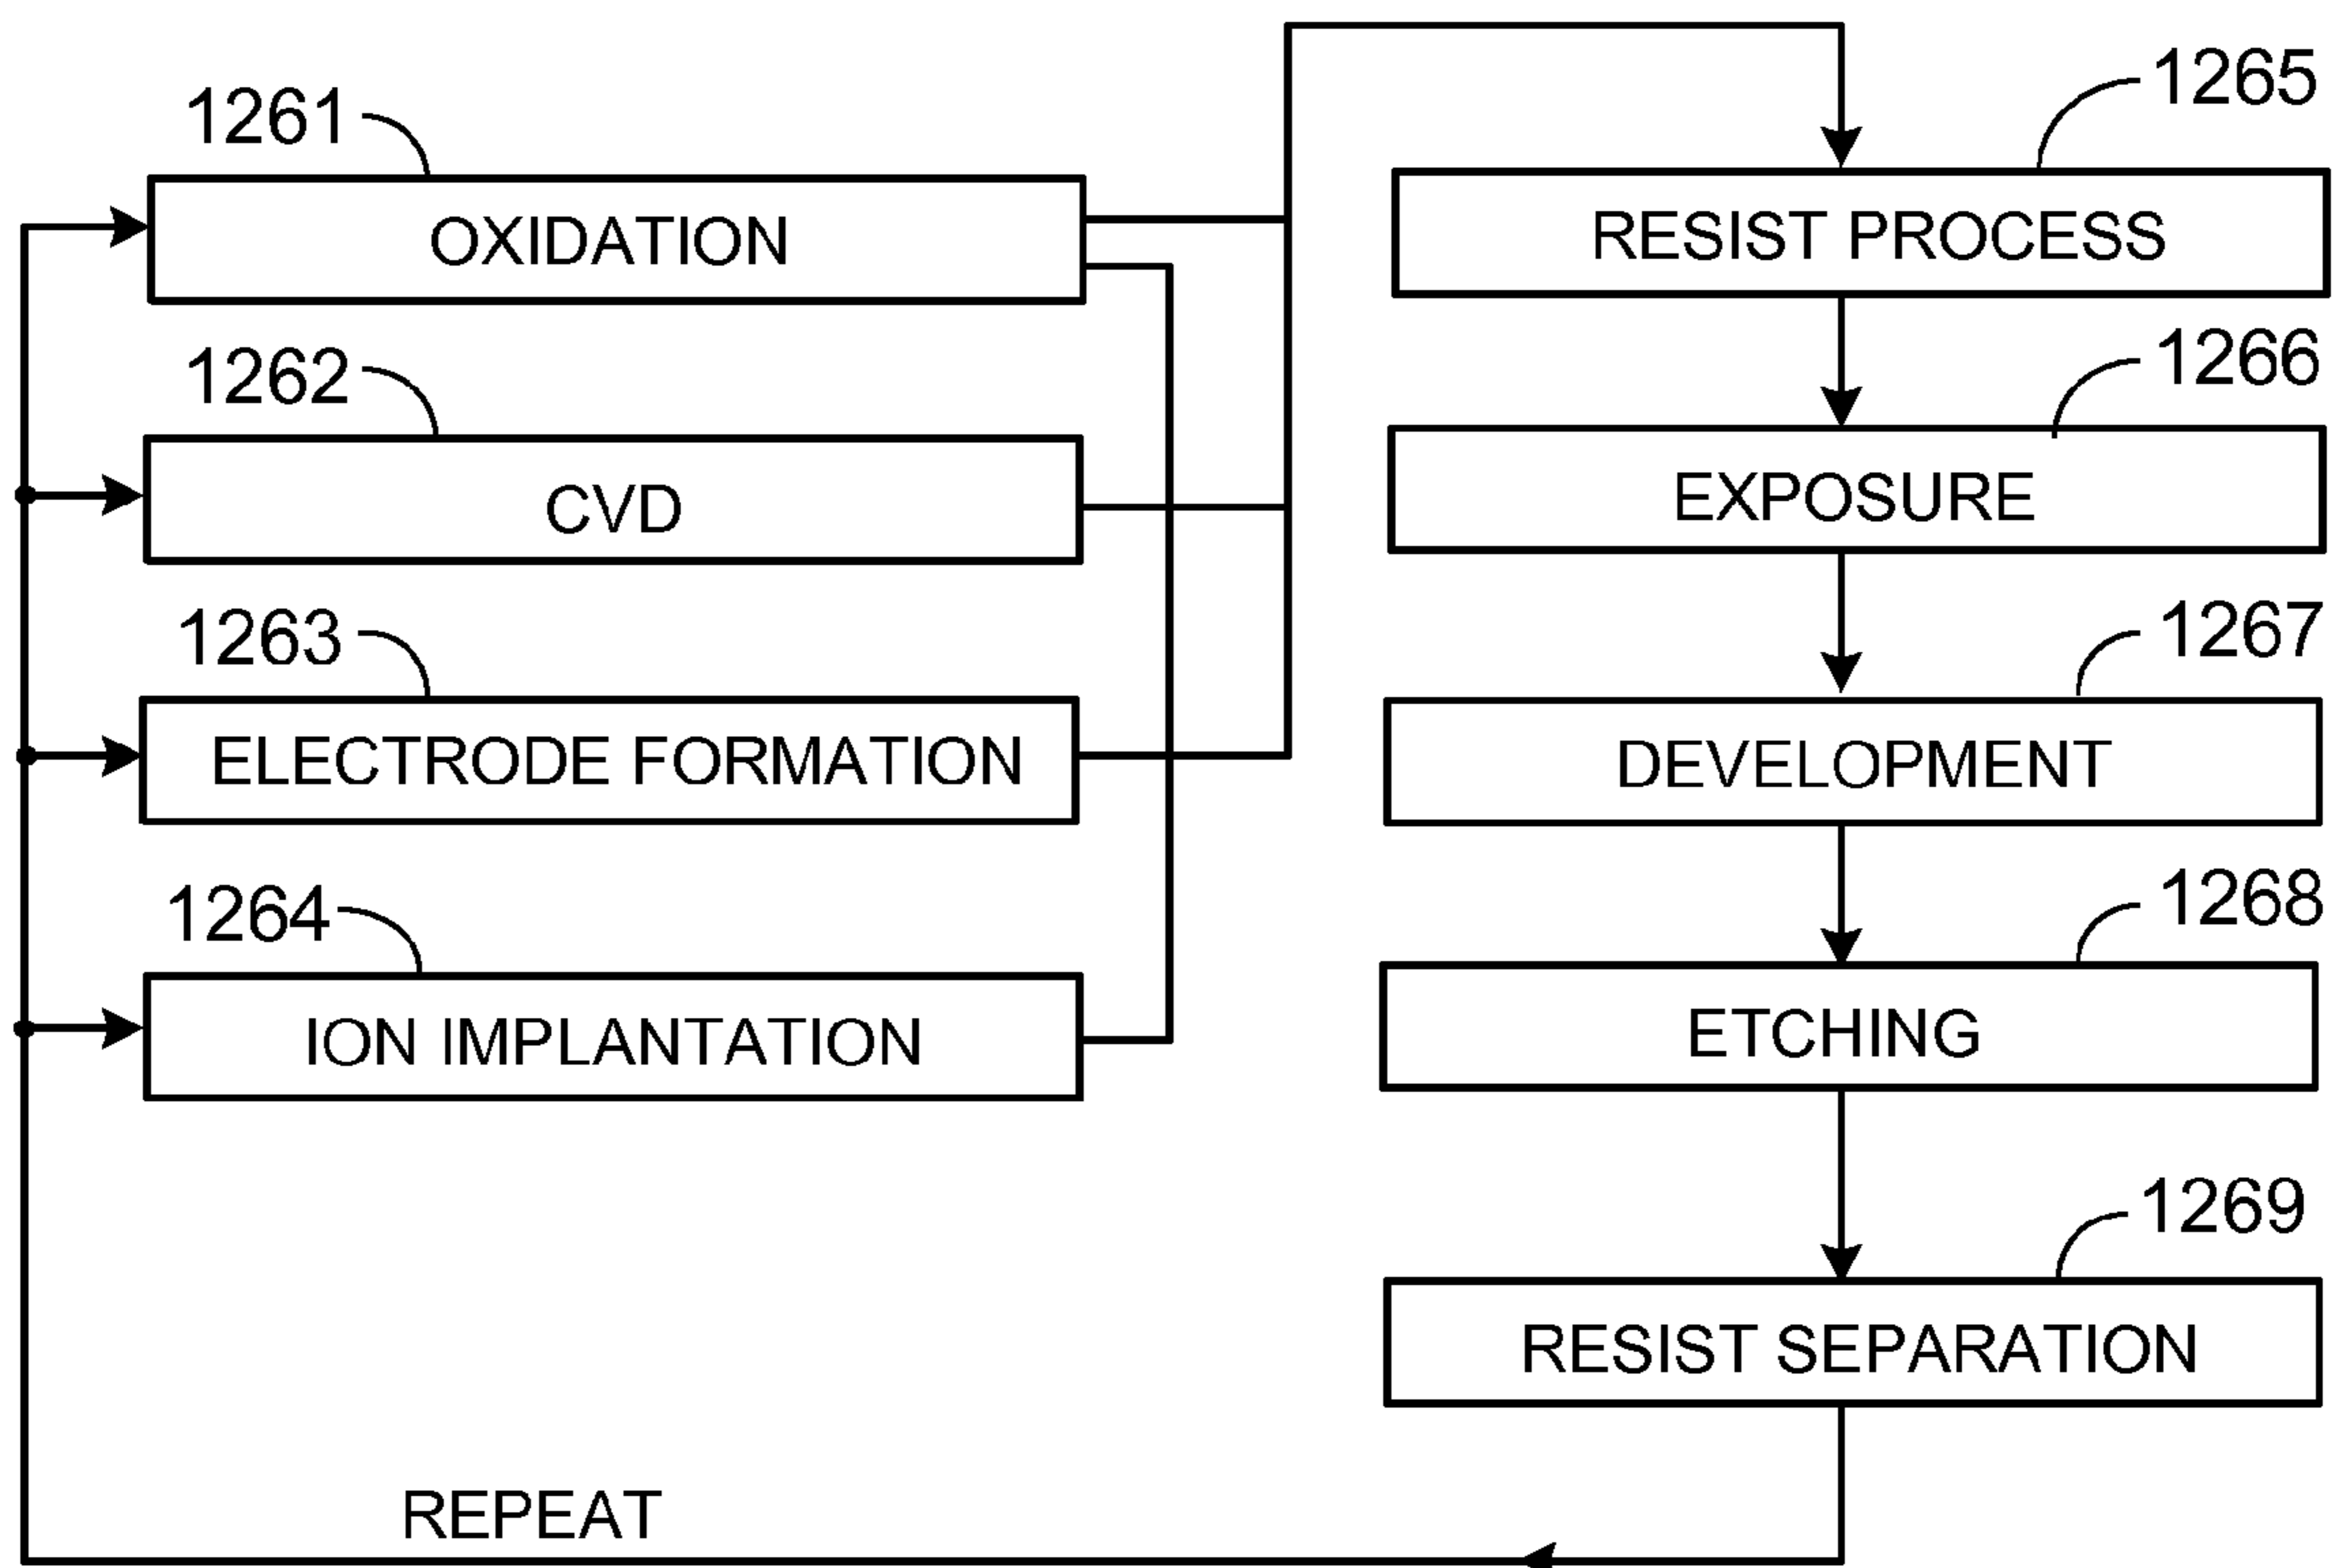 1261
OXIDATION
1262
CVD
1263
ELECTRODE FORMATION
1264
ION IMPLANTATION
1265
RESIST PROCESS
1266
EXPOSURE
1267
DEVELOPMENT
1268
ETCHING
1269
RESIST SEPARATION
REPEAT